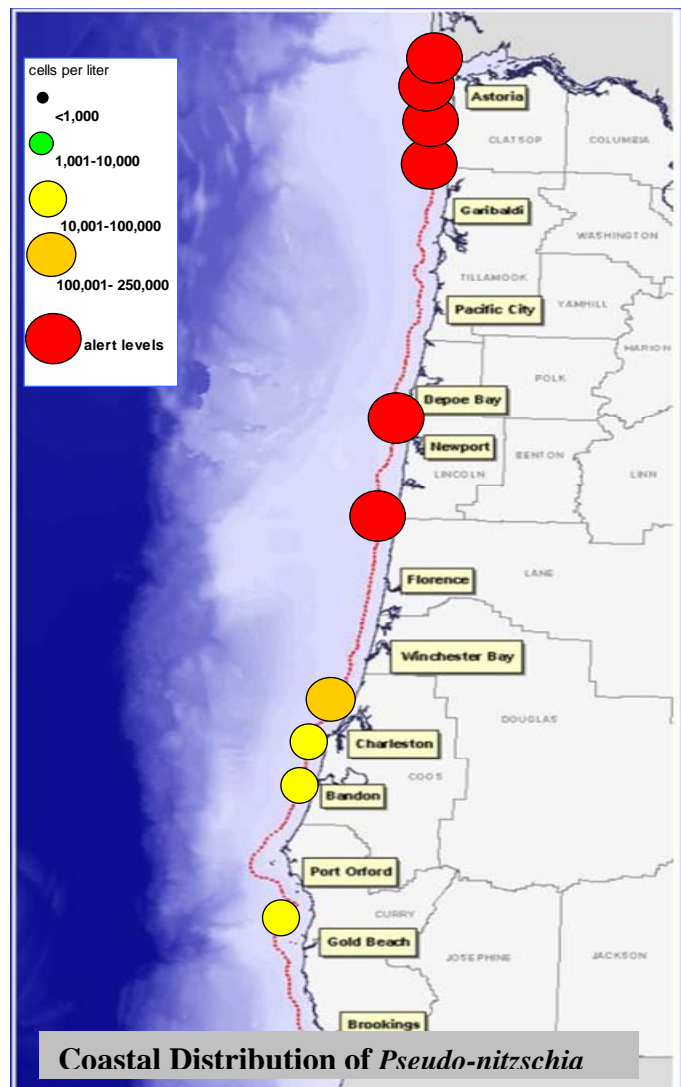 cells per liter
<1,000
1,001-10,000
10,001-100,000
100,001- 250,000
alert levels
Astoria
CLATSOP
COLUMBIA
Garibaldi
WASHINGTON
TILLAMOOK
Pacific City
YAMHILL
MARION
POLK
Depoe Bay
Newport
LINCOLN
BENTON
LINN
Florence
LANE
Winchester Bay
DOUGLAS
Charleston
COOS
Bandon
Port Orford
CURRY
Gold Beach
JOSEPHINE
JACKSON
Brookings
Coastal Distribution of Pseudo-nitzschia